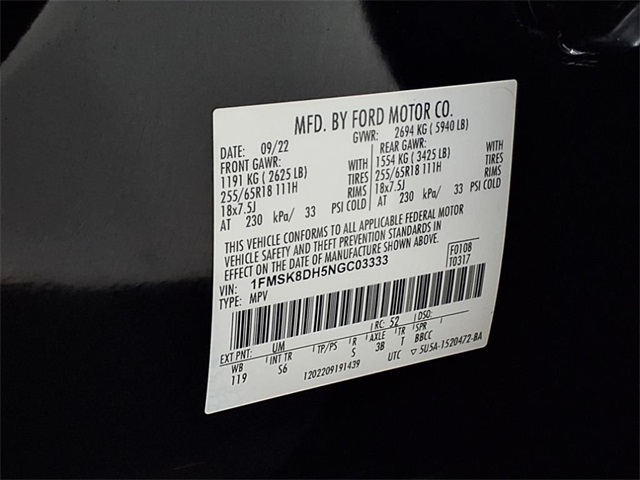 MFD. BY FORD MOTOR CO.
DATE: 09/22 GVWR: 2694 KG ( 5940 LB)
FRONT GAWR: REAR GAWR:
1191 KG ( 2625 LB) WITH 1554 KG ( 3425 LB) WITH
255/65R18 111H TIRES 255/65R18 111H TIRES
18x7.5J RIMS 18x7.5J RIMS
AT 230 kPa/ 33 PSI COLD AT 230 kPa/ 33 PSI COLD
THIS VEHICLE CONFORMS TO ALL APPLICABLE FEDERAL MOTOR
VEHICLE SAFETY AND THEFT PREVENTION STANDARDS IN
EFFECT ON THE DATE OF MANUFACTURE SHOWN ABOVE.
VIN: 1FMSK8DH5NGC03333 F0108
TYPE: MPV T0317
EXT PNT: UM RC: 52 DSO:
WB INT TR TP/PS R AXLE TR SPR
119 S6 S 3B T BBCC
1202209191439 UTC ▽ 5U5A-1520472-BA